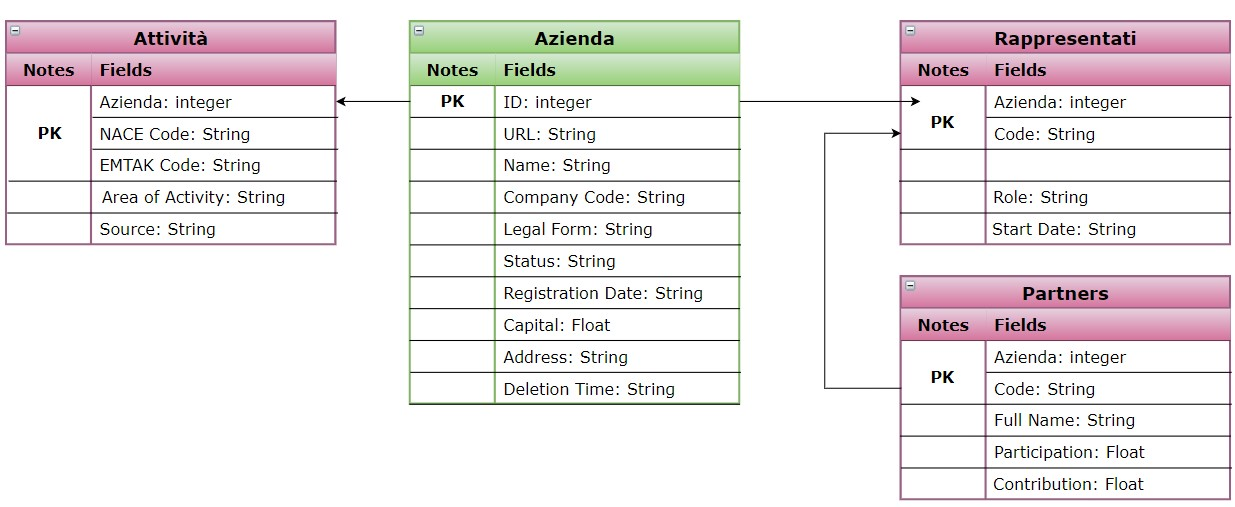 Attività
Notes Fields
PK
Azienda: integer
NACE Code: String
EMTAK Code: String
Area of Activity: String
Source: String
Azienda
Notes Fields
PK ID: integer
URL: String
Name: String
Company Code: String
Legal Form: String
Status: String
Registration Date: String
Capital: Float
Address: String
Deletion Time: String
Rappresentati
Notes Fields
PK
Azienda: integer
Code: String
Role: String
Start Date: String
Partners
Notes Fields
PK
Azienda: integer
Code: String
Full Name: String
Participation: Float
Contribution: Float